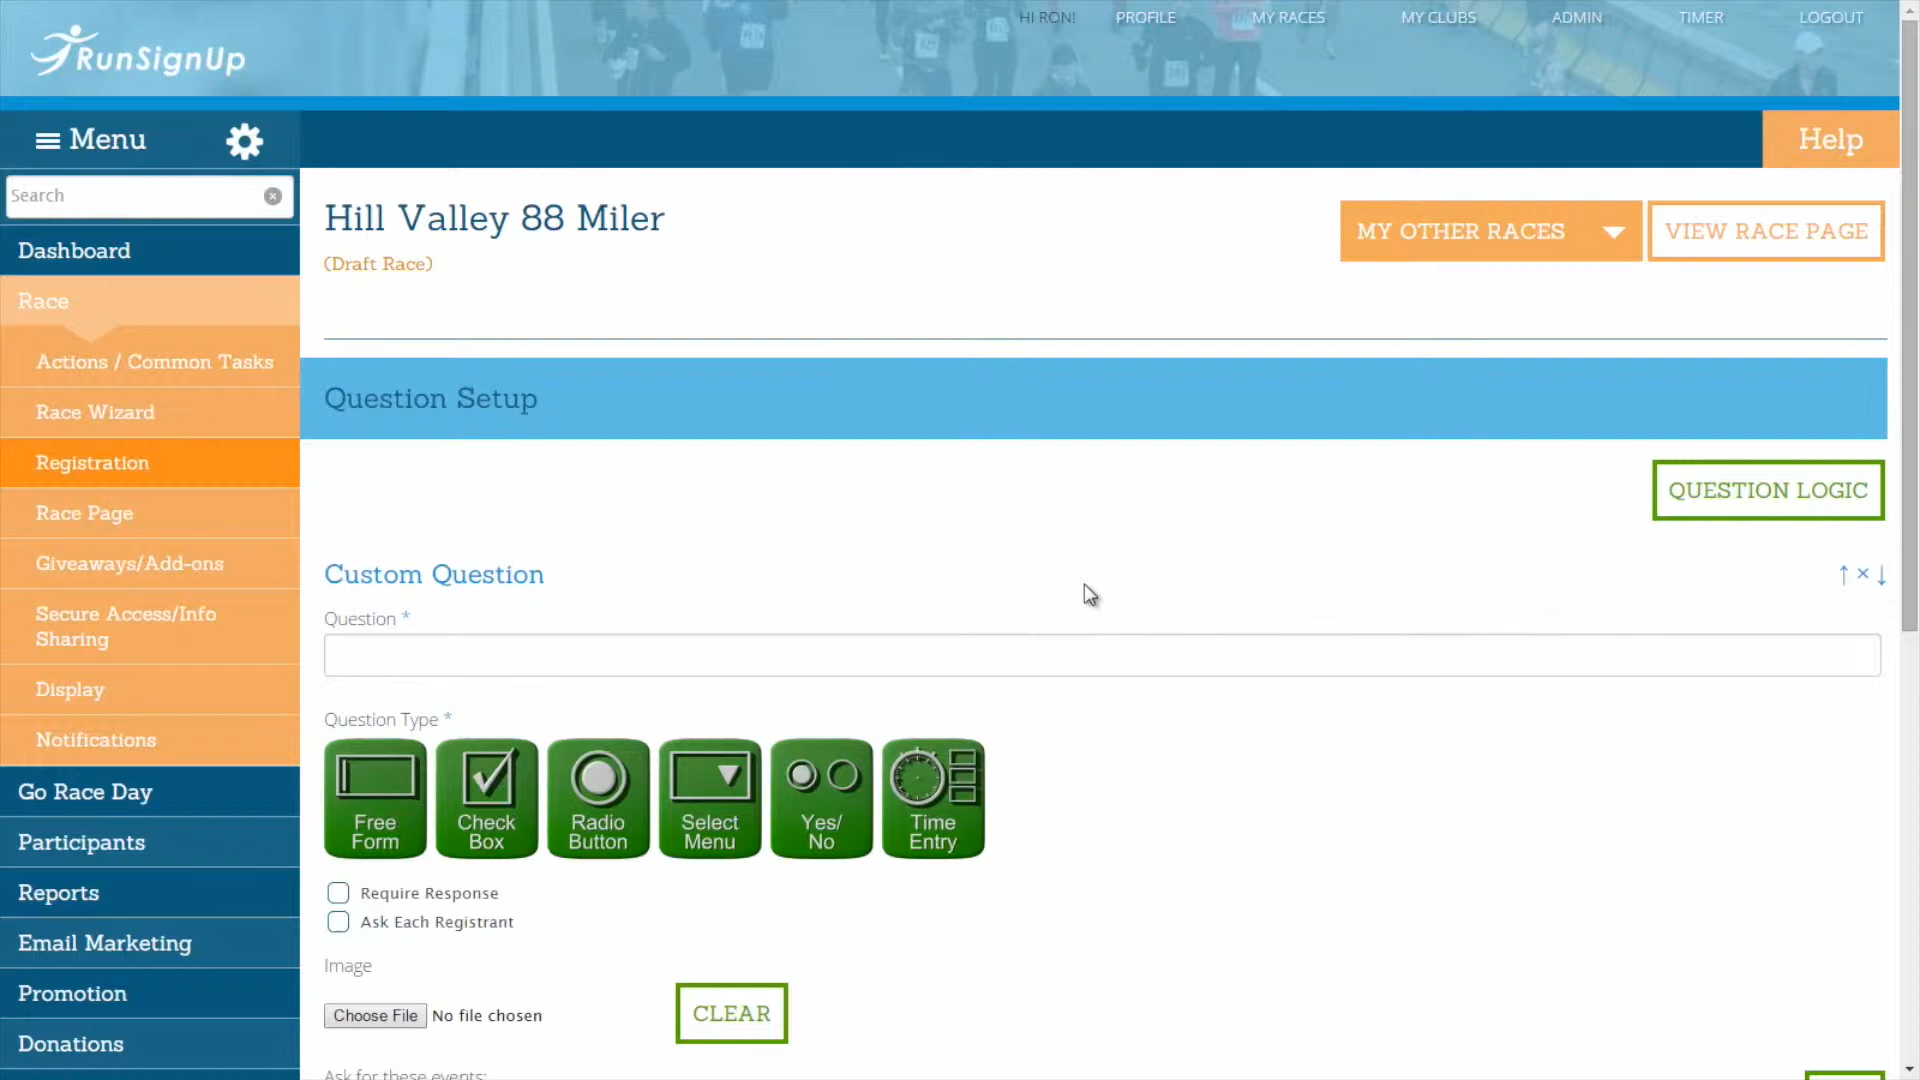 HI RON!
PROFILE
MY RACES
MY CLUBS
ADMIN
TIMER
LOGOUT
RunSignUp
Menu
Help
Search
Dashboard
Race
Actions / Common Tasks
Race Wizard
Registration
Race Page
Giveaways/Add-ons
Secure Access/Info
Sharing
Display
Notifications
Go Race Day
Participants
Reports
Email Marketing
Promotion
Donations
Hill Valley 88 Miler
(Draft Race)
MY OTHER RACES
VIEW RACE PAGE
Question Setup
QUESTION LOGIC
Custom Question
↑ × ↓
Question *
Question Type *
Free
Form
Check
Box
Radio
Button
Select
Menu
Yes/
No
Time
Entry
Require Response
Ask Each Registrant
Image
Choose File No file chosen
CLEAR
Ask for these events: